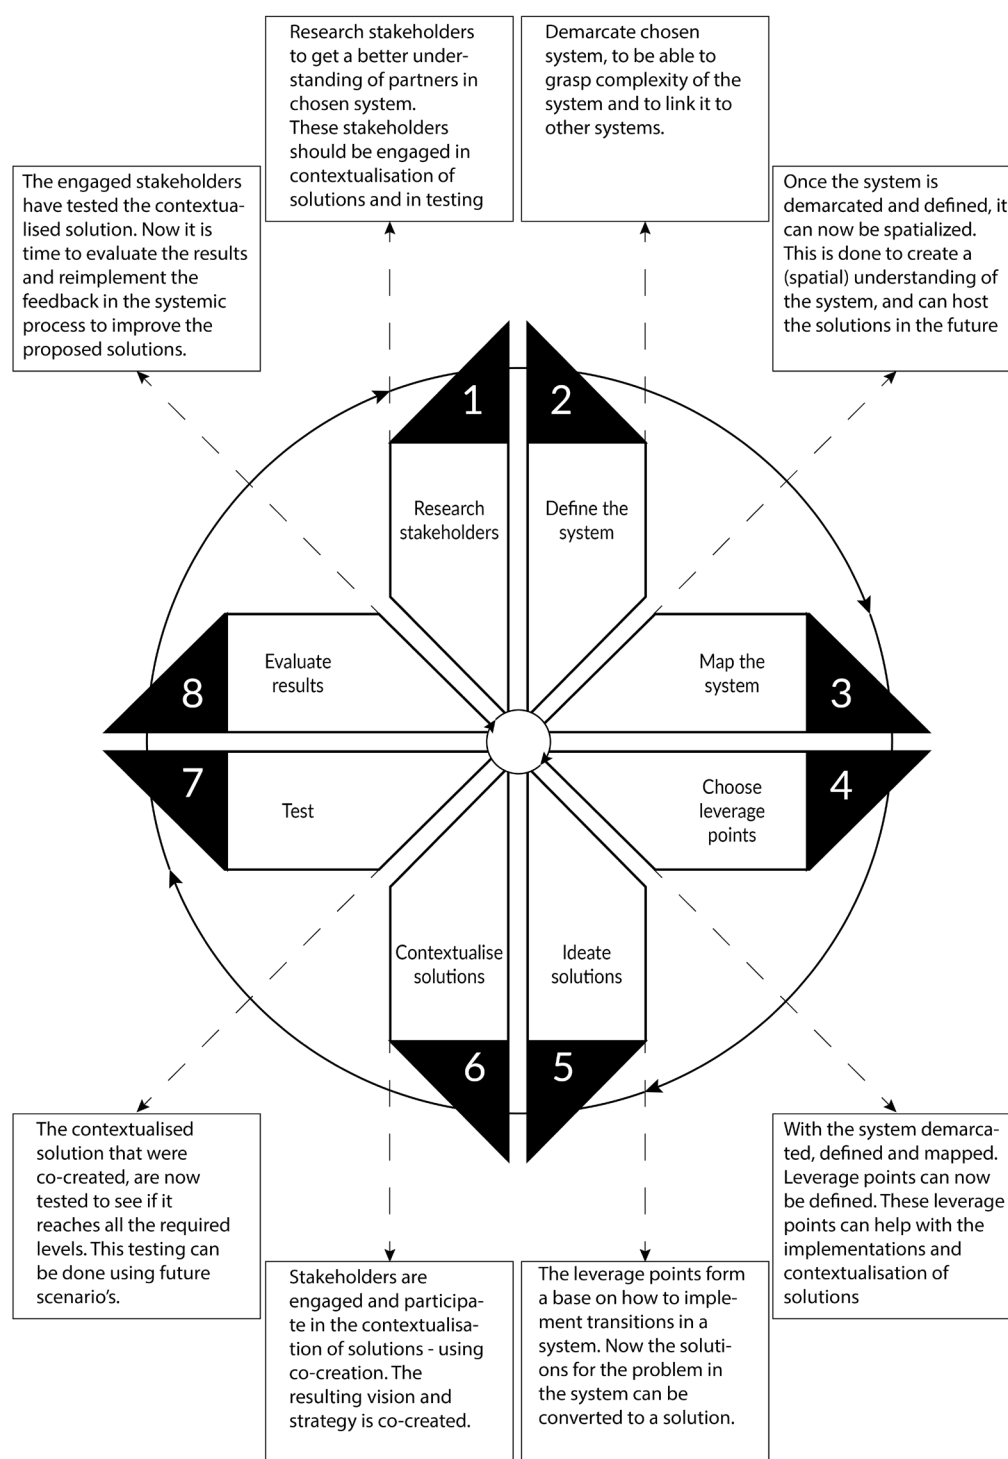 Research stakeholders
to get a better under-
standing of partners in
chosen system.
These stakeholders
should be engaged in
contextualisation of
solutions and in testing
Demarcate chosen
system, to be able to
grasp complexity of the
system and to link it to
other systems.
The engaged stakeholders
have tested the contextua-
lised solution. Now it is
time to evaluate the results
and reimplement the
feedback in the systemic
process to improve the
proposed solutions.
Once the system is
demarcated and defined, it
can now be spatialized.
This is done to create a
(spatial) understanding of
the system, and can host
the solutions in the future
1
Research
stakeholders
2
Define the
system
3
Map the
system
4
Choose
leverage
points
5
Ideate
solutions
6
Contextualise
solutions
7
Test
8
Evaluate
results
The contextualised
solution that were
co-created, are now
tested to see if it
reaches all the required
levels. This testing can
be done using future
scenario's.
Stakeholders are
engaged and participa-
te in the contextualisa-
tion of solutions - using
co-creation. The
resulting vision and
strategy is co-created.
The leverage points form
a base on how to imple-
ment transitions in a
system. Now the soluti-
ons for the problem in
the system can be
converted to a solution.
With the system demarca-
ted, defined and mapped.
Leverage points can now
be defined. These leverage
points can help with the
implementations and
contextualisation of
solutions